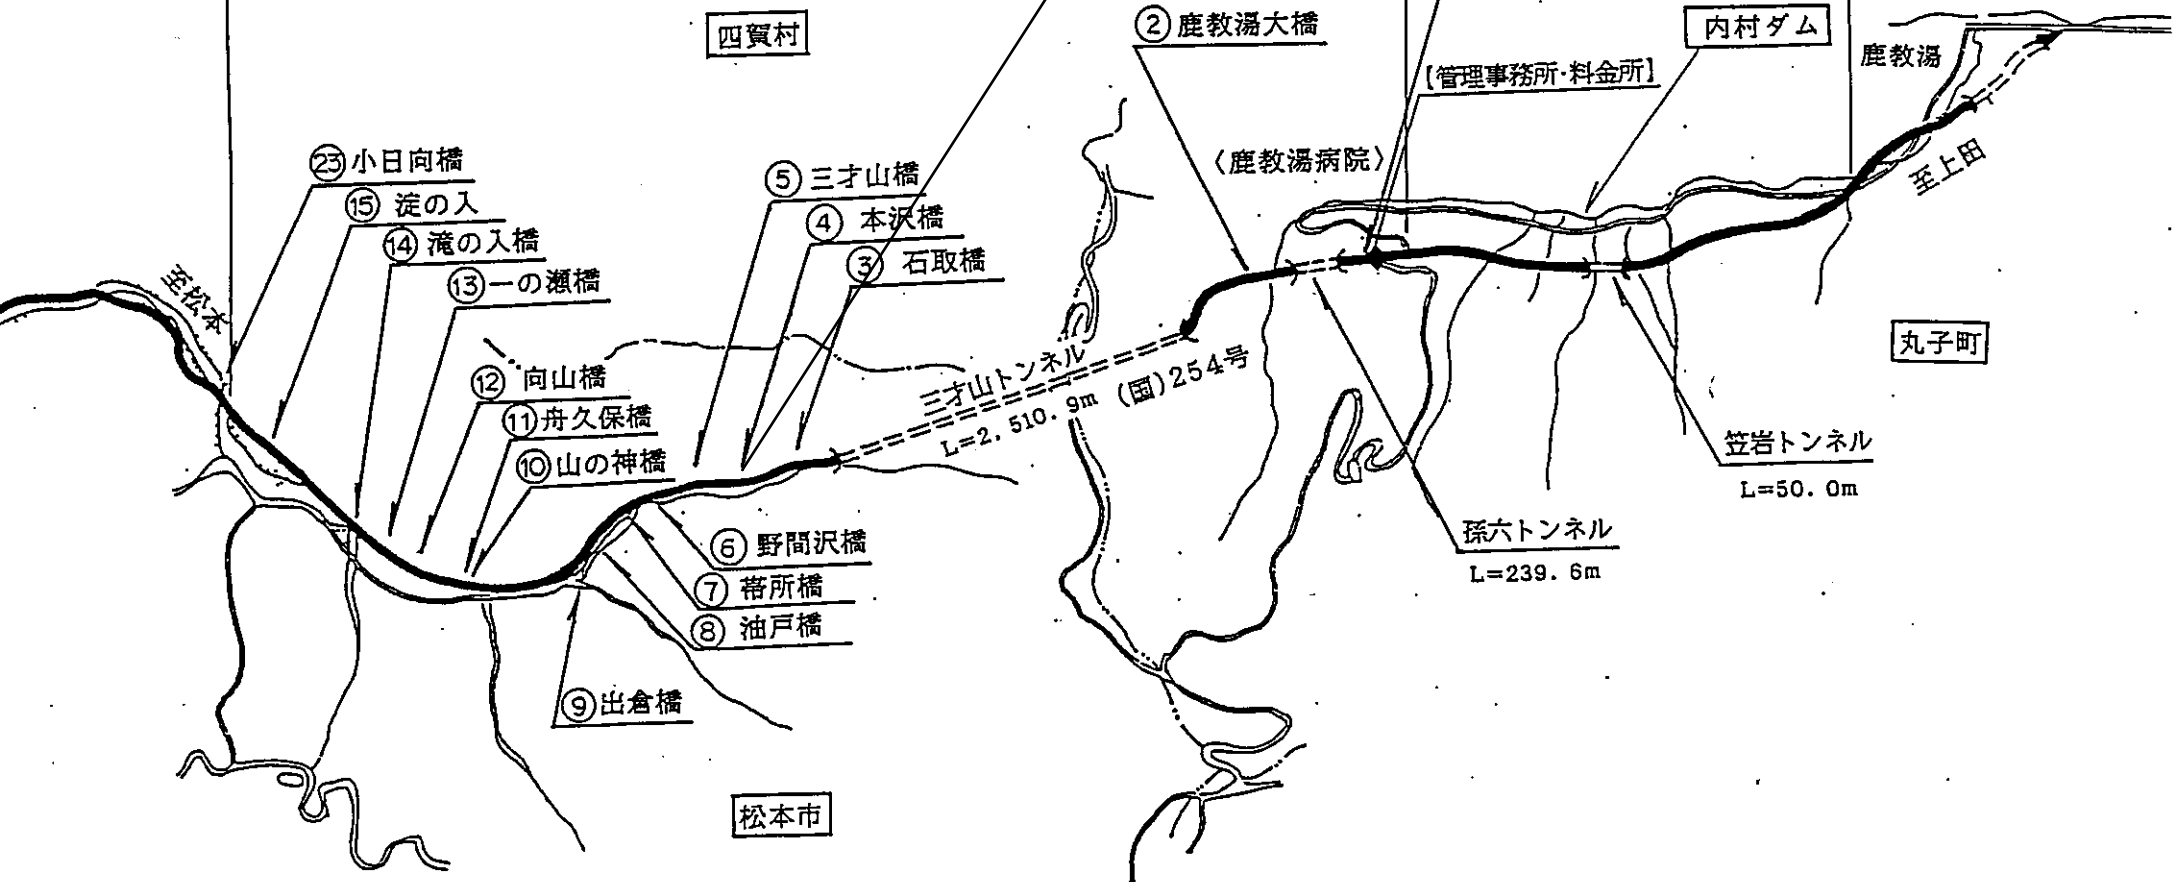 四賀村
②鹿教湯大橋
内村ダム
鹿教湯
【管理事務所・料金所】
〈鹿教湯病院〉
至上田
㉓小日向橋
⑮ 淀の入
⑭滝の入橋
⑬一の瀬橋
至松本
⑤ 三才山橋
④ 本沢橋
③ 石取橋
⑫ 向山橋
⑪舟久保橋
⑩山の神橋
三才山トンネル
L=2,510.9m (国)254号
丸子町
笠岩トンネル
L=50.0m
孫六トンネル
L=239.6m
⑥ 野間沢橋
⑦ 帯所橋
⑧ 油戸橋
⑨出倉橋
松本市